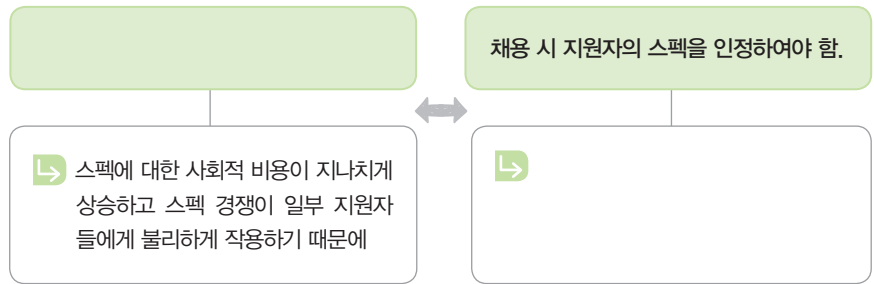 채용 시 지원자의 스펙을 인정하여야 함.
스펙에 대한 사회적 비용이 지나치게
상승하고 스펙 경쟁이 일부 지원자
들에게 불리하게 작용하기 때문에